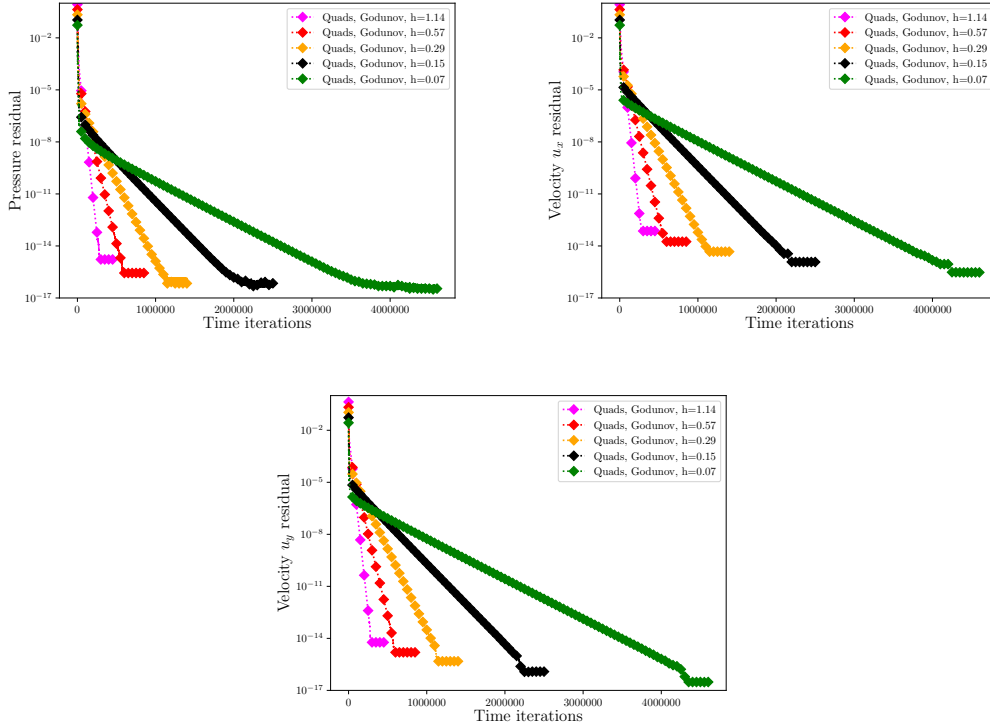 Pressure residual
10^-2
10^-5
10^-8
10^-11
10^-14
10^-17
0 1000000 2000000 3000000 4000000
Time iterations
Quads, Godunov, h=1.14
Quads, Godunov, h=0.57
Quads, Godunov, h=0.29
Quads, Godunov, h=0.15
Quads, Godunov, h=0.07
Velocity u_x residual
10^-2
10^-5
10^-8
10^-11
10^-14
10^-17
0 1000000 2000000 3000000 4000000
Time iterations
Quads, Godunov, h=1.14
Quads, Godunov, h=0.57
Quads, Godunov, h=0.29
Quads, Godunov, h=0.15
Quads, Godunov, h=0.07
Velocity u_y residual
10^-2
10^-5
10^-8
10^-11
10^-14
10^-17
0 1000000 2000000 3000000 4000000
Time iterations
Quads, Godunov, h=1.14
Quads, Godunov, h=0.57
Quads, Godunov, h=0.29
Quads, Godunov, h=0.15
Quads, Godunov, h=0.07